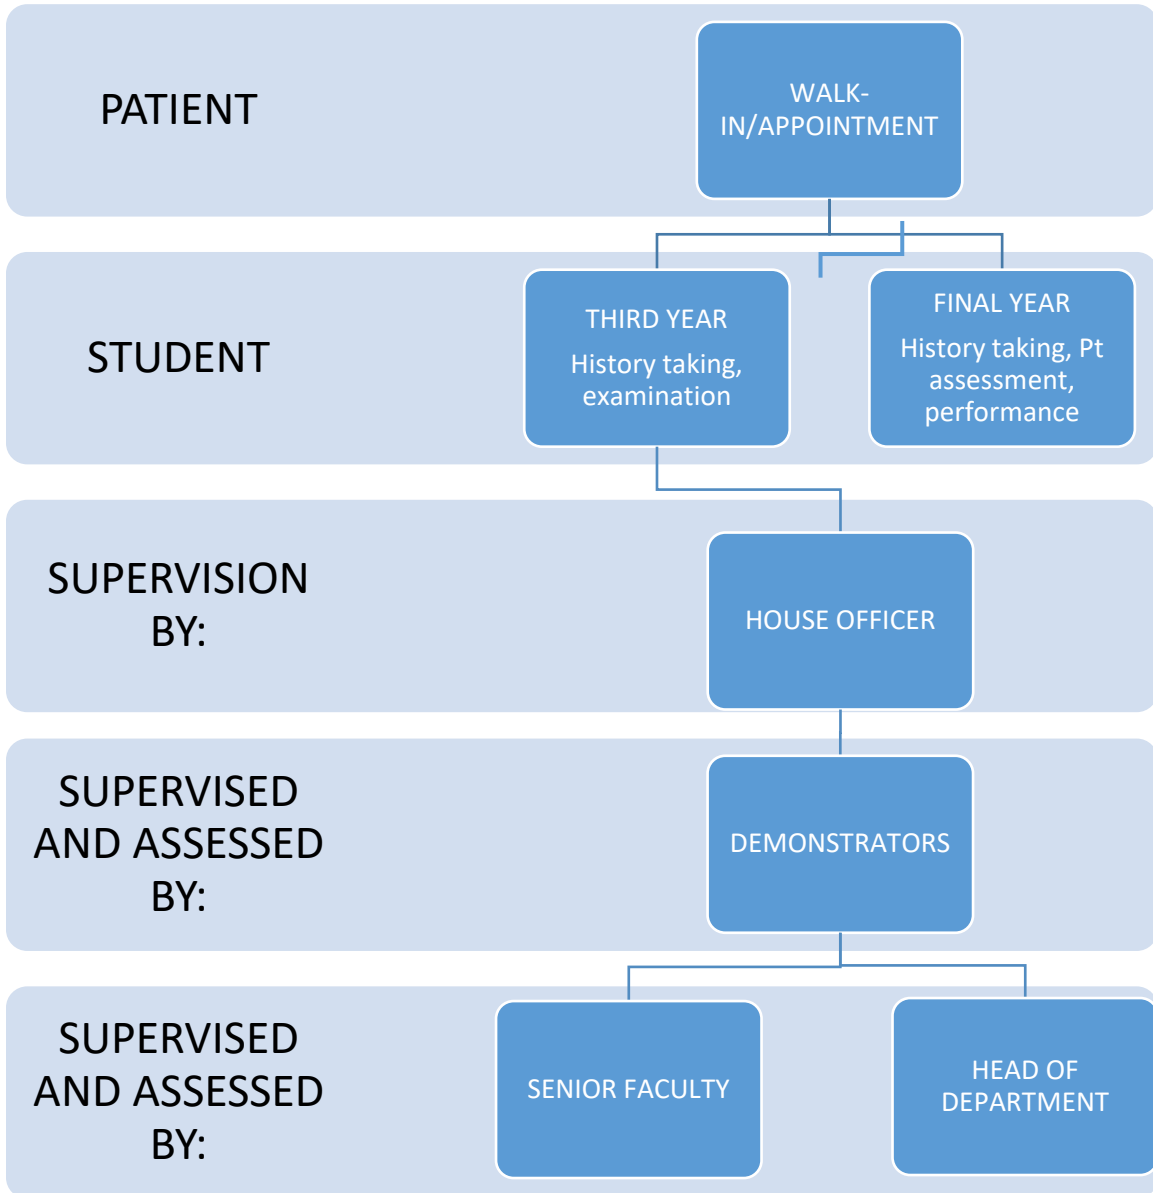 PATIENT
WALK-
IN/APPOINTMENT
STUDENT
THIRD YEAR
History taking,
examination
FINAL YEAR
History taking, Pt
assessment,
performance
SUPERVISION
BY:
HOUSE OFFICER
SUPERVISED
AND ASSESSED
BY:
DEMONSTRATORS
SUPERVISED
AND ASSESSED
BY:
SENIOR FACULTY
HEAD OF
DEPARTMENT